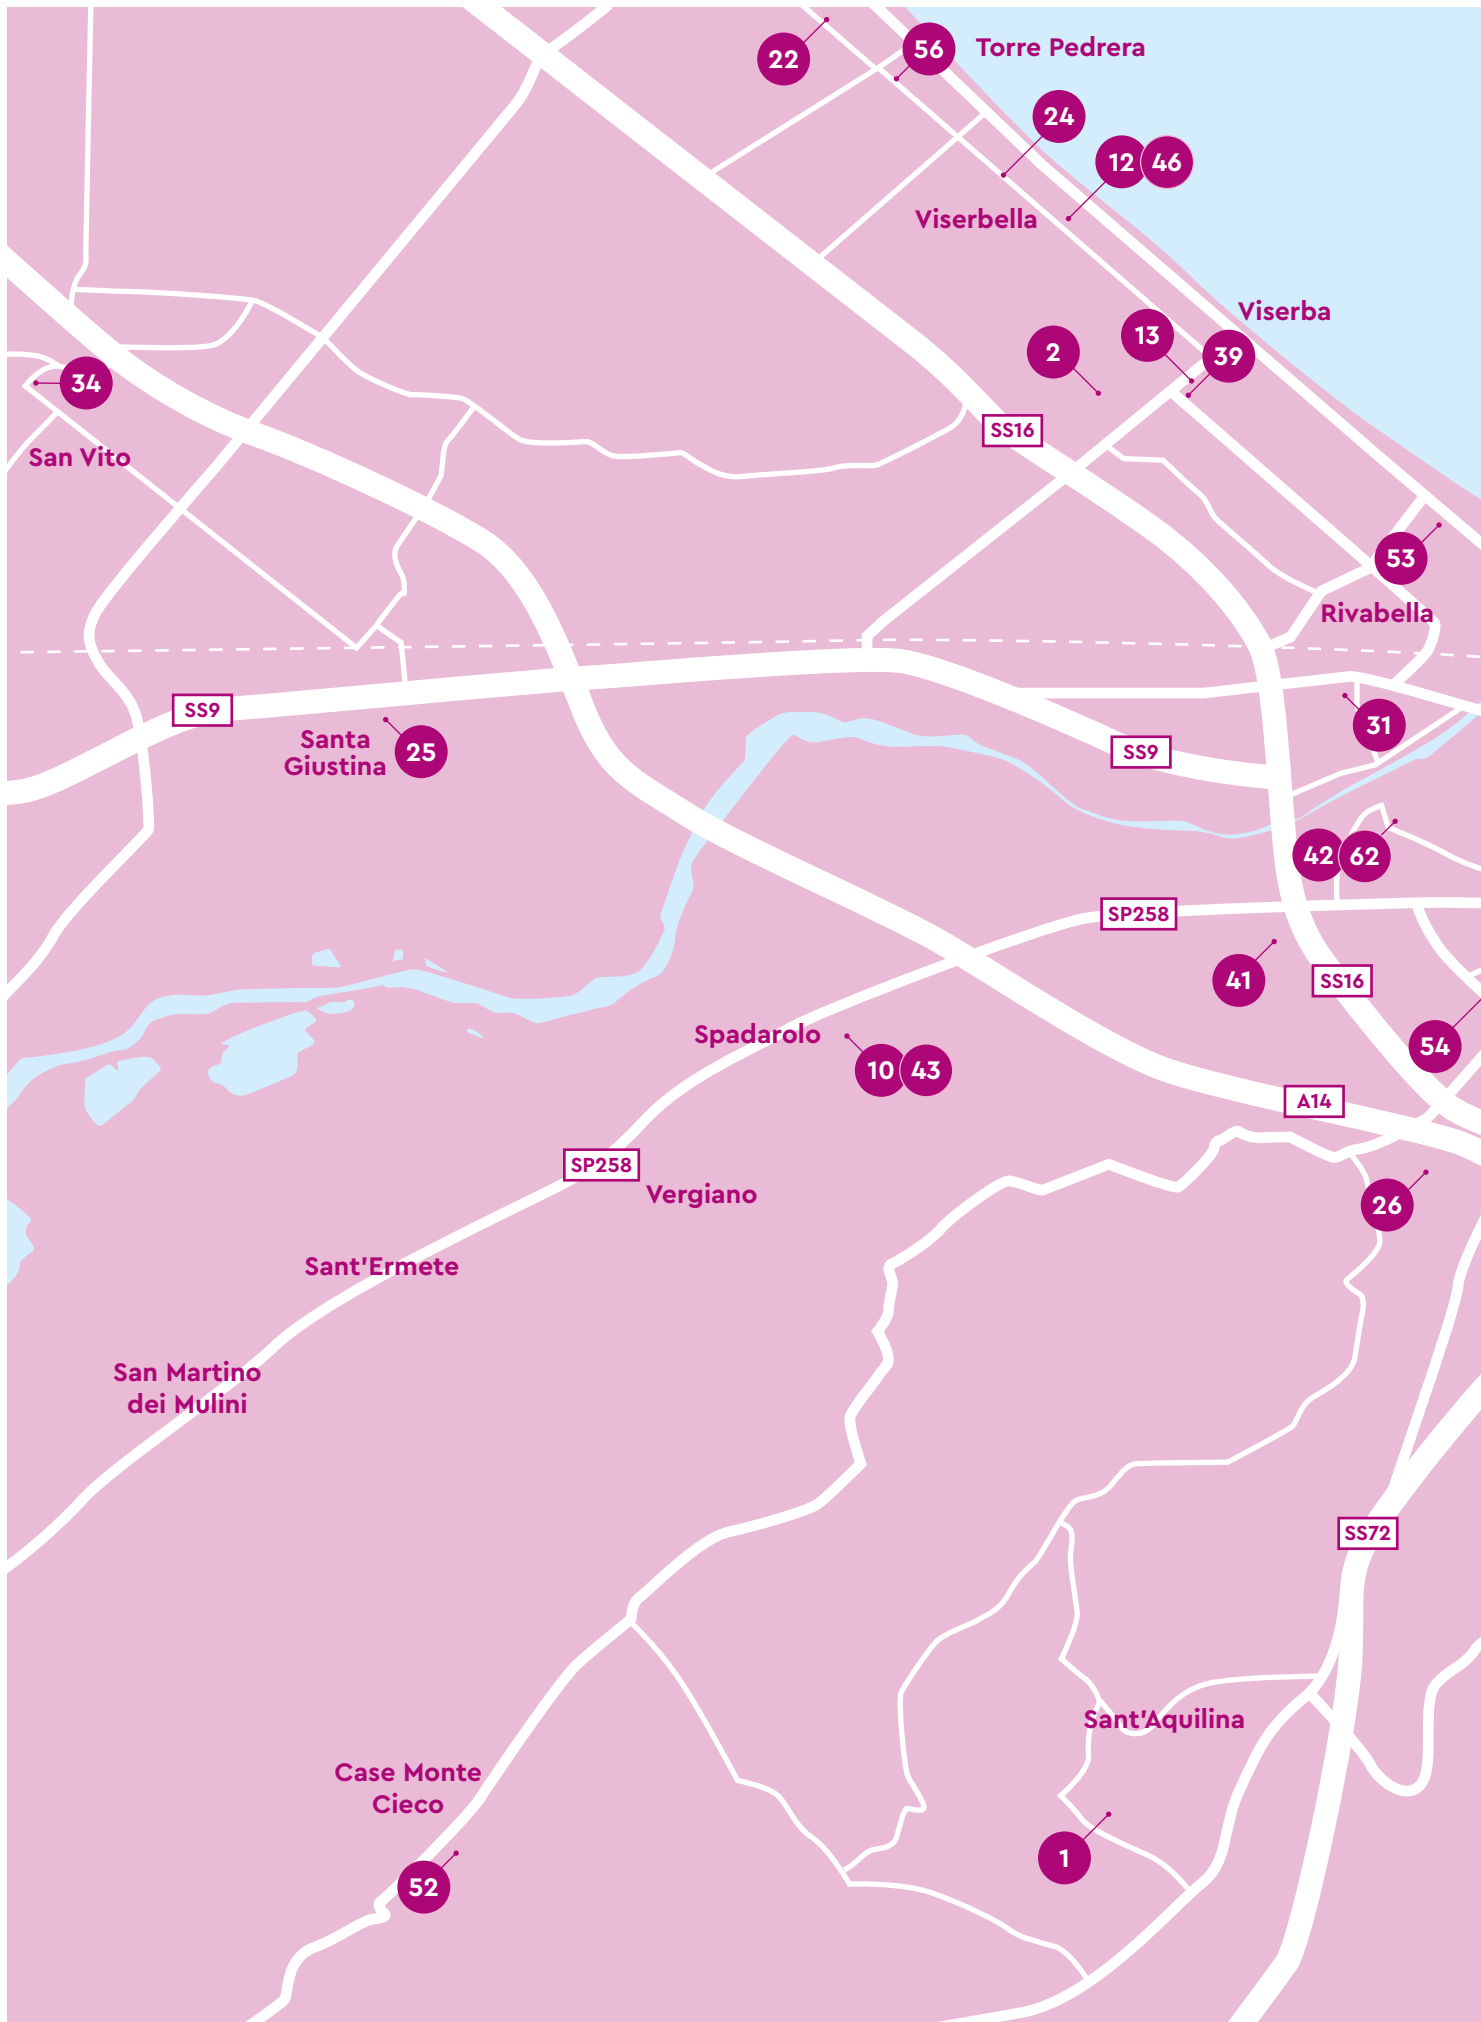 56
Torre Pedrera
22
24
12
46
Viserbella
Viserba
13
2
39
34
SS16
San Vito
53
Rivabella
SS9
31
Santa
Giustina
25
SS9
42
62
SP258
41
SS16
Spadarolo
54
10
43
A14
SP258
Vergiano
26
Sant'Ermete
San Martino
dei Mulini
SS72
Sant'Aquilina
Case Monte
Cieco
1
52